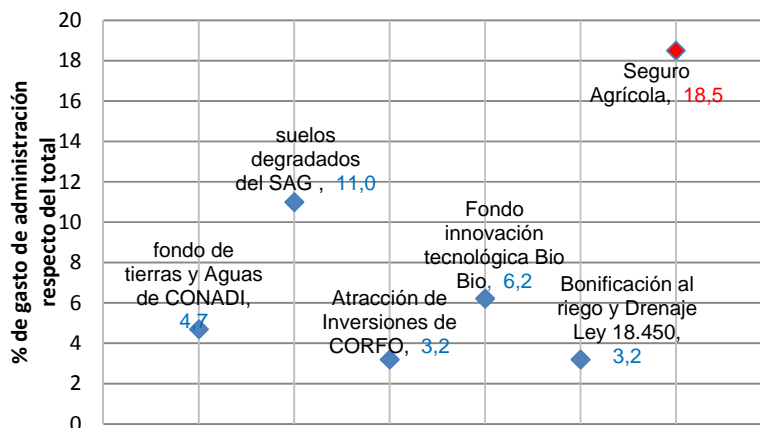 % de gasto de administración
respecto del total
20
18
16
14
12
10
8
6
4
2
0
fondo de
tierras y Aguas
de CONADI,
4,7
suelos
degradados
del SAG , 11,0
Atracción de
Inversiones de
CORFO, 3,2
Fondo
innovación
tecnológica Bio
Bio, 6,2
Bonificación al
riego y Drenaje
Ley 18.450,
3,2
Seguro
Agrícola, 18,5